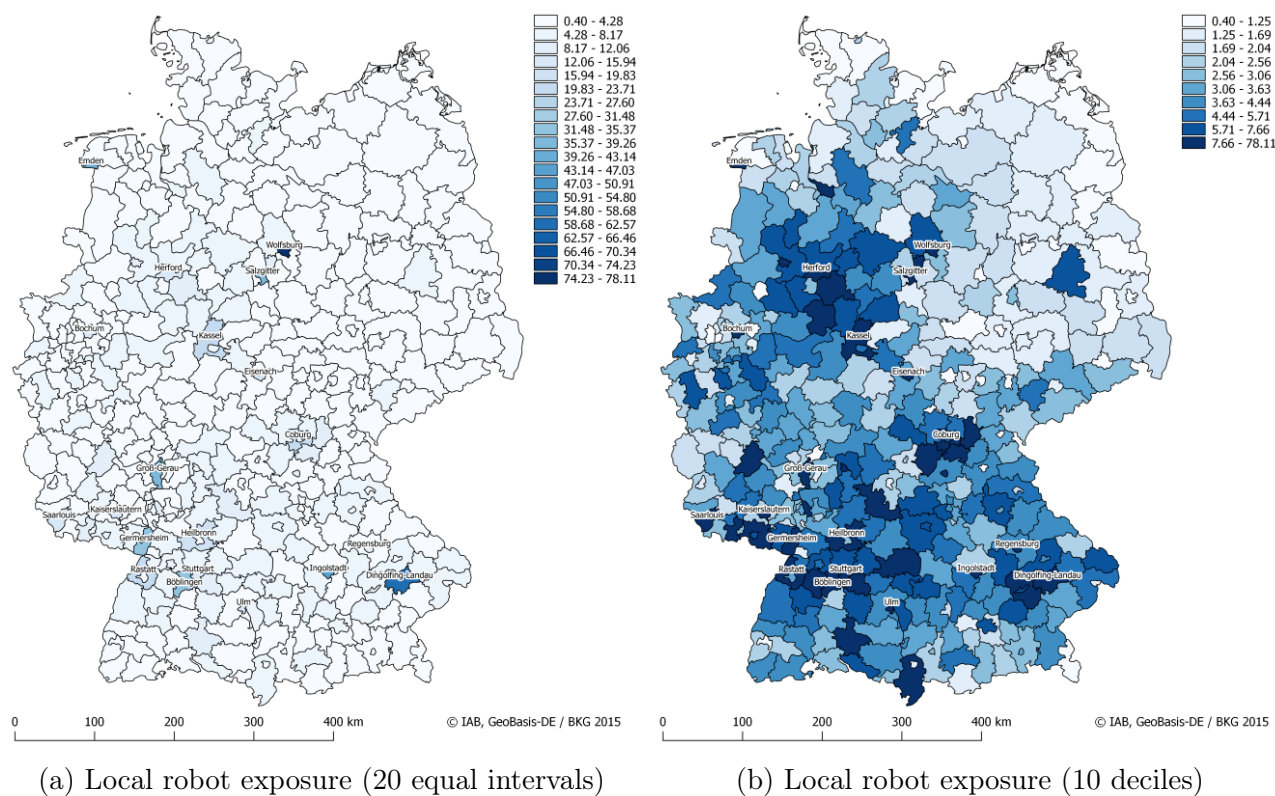 0.40 - 4.28
4.28 - 8.17
8.17 - 12.06
12.06 - 15.94
15.94 - 19.83
19.83 - 23.71
23.71 - 27.60
27.60 - 31.48
31.48 - 35.37
35.37 - 39.26
39.26 - 43.14
43.14 - 47.03
47.03 - 50.91
50.91 - 54.80
54.80 - 58.68
58.68 - 62.57
62.57 - 66.46
66.46 - 70.34
70.34 - 74.23
74.23 - 78.11
Emden
Wolfsburg
Herford
Salzgitter
Bochum
Kassel
Eisenach
Coburg
Groß-Gerau
Saarlouis
Kaiserslautern
Germersheim
Heilbronn
Regensburg
Rastatt
Stuttgart
Böblingen
Ingolstadt
Dingolfing-Landau
Ulm
© IAB, GeoBasis-DE / BKG 2015
0 100 200 300 400 km
(a) Local robot exposure (20 equal intervals)
0.40 - 1.25
1.25 - 1.69
1.69 - 2.04
2.04 - 2.56
2.56 - 3.06
3.06 - 3.63
3.63 - 4.44
4.44 - 5.71
5.71 - 7.66
7.66 - 78.11
Emden
Wolfsburg
Herford
Salzgitter
Bochum
Kassel
Eisenach
Coburg
Groß-Gerau
Saarlouis
Kaiserslautern
Germersheim
Heilbronn
Regensburg
Rastatt
Stuttgart
Böblingen
Ingolstadt
Dingolfing-Landau
Ulm
© IAB, GeoBasis-DE / BKG 2015
0 100 200 300 400 km
(b) Local robot exposure (10 deciles)